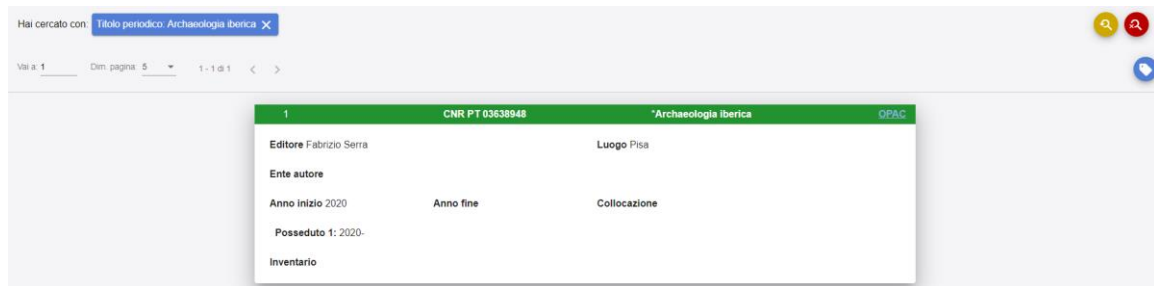 Hai cercato con: Titolo periodico: Archaeologia iberica ✕
Vai a: 1 Dim. pagina: 5 1 - 1 di 1 < >
1 CNR PT 03638948 *Archaeologia iberica OPAC
Editore Fabrizio Serra Luogo Pisa
Ente autore
Anno inizio 2020 Anno fine Collocazione
Posseduto 1: 2020-
Inventario